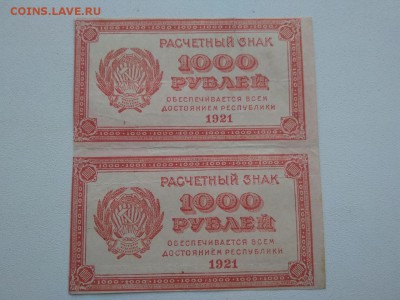 COINS.ЛАVE.RU
РАСЧЕТНЫЙ ЗНАК
1000
РУБЛЕЙ
ОБЕСПЕЧИВАЕТСЯ ВСЕМ
ДОСТОЯНИЕМ РЕСПУБЛИКИ
1921
РАСЧЕТНЫЙ ЗНАК
1000
РУБЛЕЙ
ОБЕСПЕЧИВАЕТСЯ ВСЕМ
ДОСТОЯНИЕМ РЕСПУБЛИКИ
1921